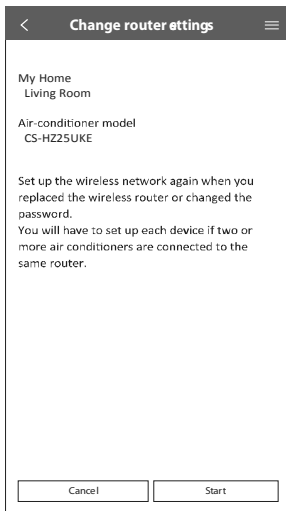 Change router ettings
My Home
Living Room
Air-conditioner model
CS-HZ25UKE
Set up the wireless network again when you
replaced the wireless router or changed the
password.
You will have to set up each device if two or
more air conditioners are connected to the
same router.
Cancel
Start